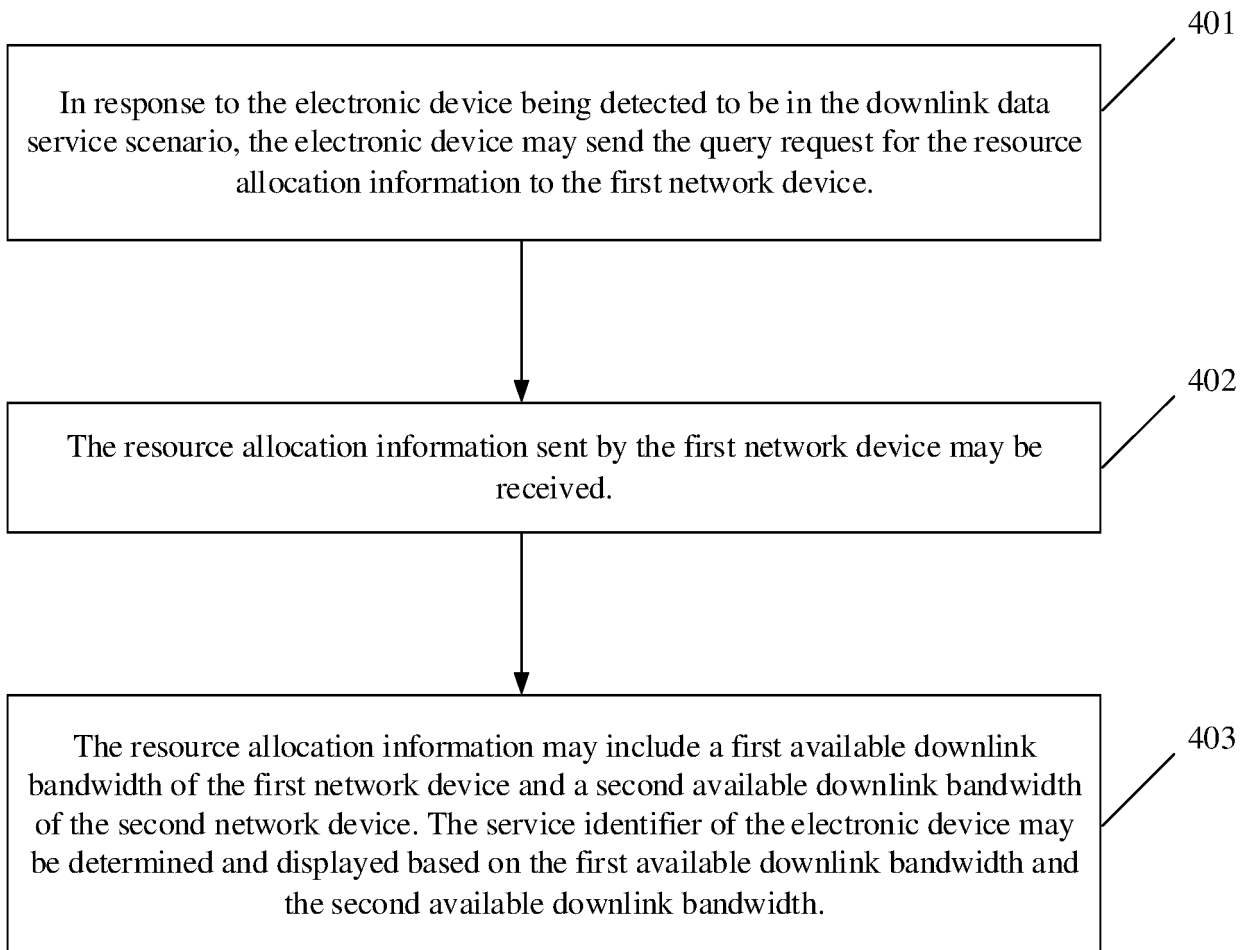 401
In response to the electronic device being detected to be in the downlink data
service scenario, the electronic device may send the query request for the resource
allocation information to the first network device.
402
The resource allocation information sent by the first network device may be
received.
403
The resource allocation information may include a first available downlink
bandwidth of the first network device and a second available downlink bandwidth
of the second network device. The service identifier of the electronic device may
be determined and displayed based on the first available downlink bandwidth and
the second available downlink bandwidth.